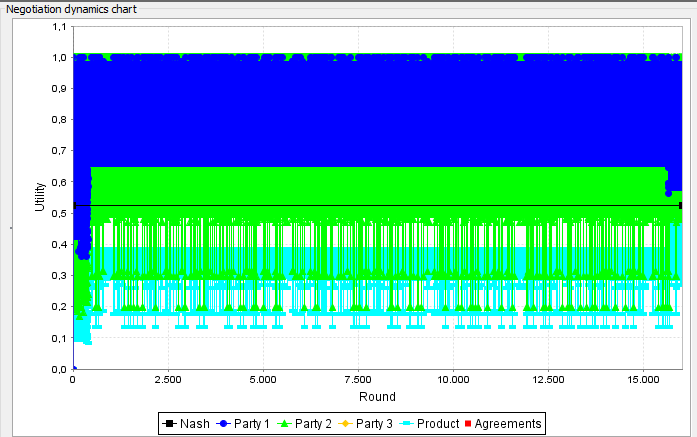 Negotiation dynamics chart
1,1
1,0
0,9
0,8
0,7
0,6
0,5
0,4
0,3
0,2
0,1
0,0
Utility
0 2.500 5.000 7.500 10.000 12.500 15.000
Round
Nash Party 1 Party 2 Party 3 Product Agreements